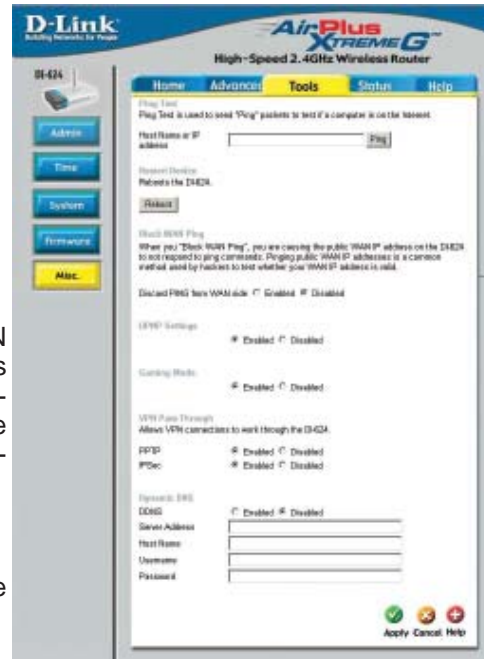 D-Link
Building Networks for People
AirPlus
XTREME G™
High-Speed 2.4GHz Wireless Router
DI-624
Home Advanced Tools Status Help
Admin
Time
System
Firmware
Misc.
Ping Test
Ping Test is used to send "Ping" packets to test if a computer is on the Internet.
Host Name or IP
address
Ping
Restart Device
Reboots the DI-624.
Reboot
Block WAN Ping
When you "Block WAN Ping", you are causing the public WAN IP address on the DI-624
to not respond to ping commands. Pinging public WAN IP addresses is a common
method used by hackers to test whether your WAN IP address is valid.
Discard PING from WAN side Enabled Disabled
UPNP Settings
Enabled Disabled
Gaming Mode
Enabled Disabled
VPN Pass-Through
Allows VPN connections to work through the DI-624.
PPTP Enabled Disabled
IPSec Enabled Disabled
Dynamic DNS
DDNS Enabled Disabled
Server Address
Host Name
Username
Password
Apply Cancel Help
N
s
-
e
-
e